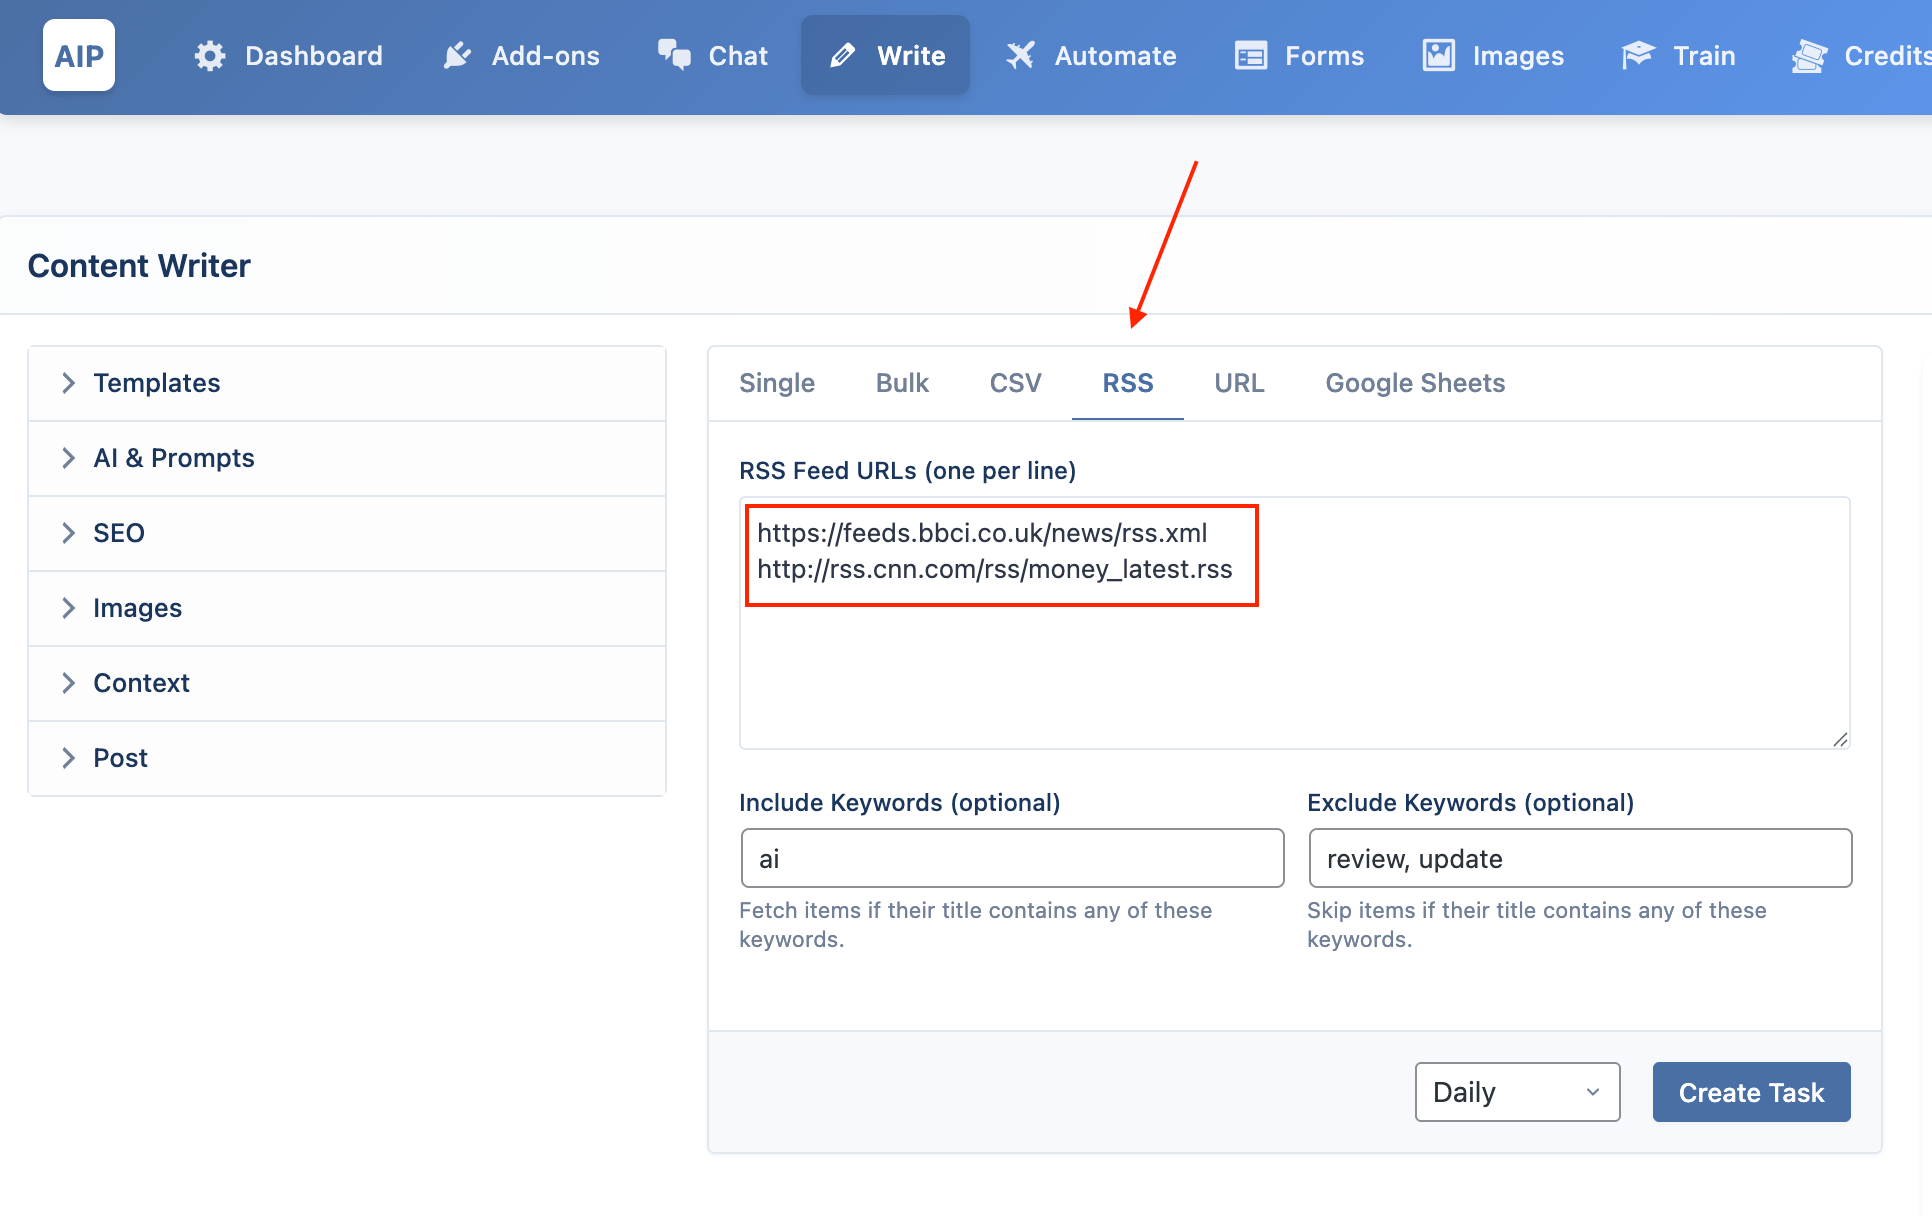 AIP
Dashboard
Add-ons
Chat
Write
Automate
Forms
Images
Train
Credits
Content Writer
Templates
AI & Prompts
SEO
Images
Context
Post
Single
Bulk
CSV
RSS
URL
Google Sheets
RSS Feed URLs (one per line)
https://feeds.bbci.co.uk/news/rss.xml
http://rss.cnn.com/rss/money_latest.rss
Include Keywords (optional)
ai
Fetch items if their title contains any of these
keywords.
Exclude Keywords (optional)
review, update
Skip items if their title contains any of these
keywords.
Daily
Create Task